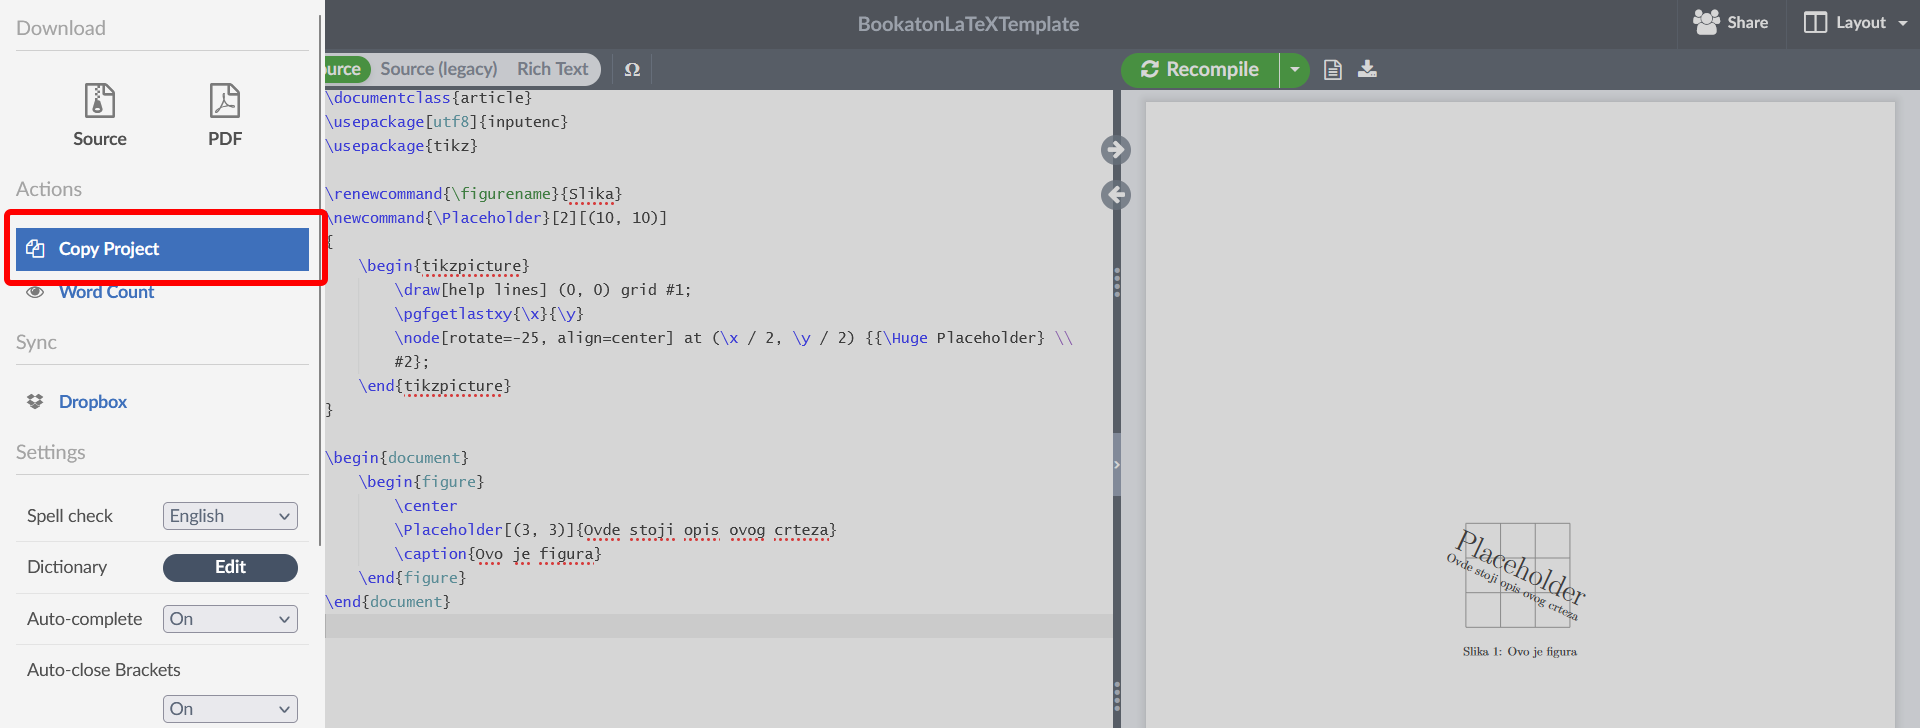 Download
Source
PDF
Actions
Copy Project
Word Count
Sync
Dropbox
Settings
Spell check
English
Dictionary
Edit
Auto-complete
On
Auto-close Brackets
On
BookatonLaTeXTemplate
Share
Layout
urce
Source (legacy)
Rich Text
Ω
Recompile
\documentclass{article}
\usepackage[utf8]{inputenc}
\usepackage{tikz}
\renewcommand{\figurename}{Slika}
\newcommand{\Placeholder}[2][(10, 10)]
{
\begin{tikzpicture}
\draw[help lines] (0, 0) grid #1;
\pgfgetlastxy{\x}{\y}
\node[rotate=-25, align=center] at (\x / 2, \y / 2) {{\Huge Placeholder} \\
#2};
\end{tikzpicture}
}
\begin{document}
\begin{figure}
\center
\Placeholder[(3, 3)]{Ovde stoji opis ovog crteza}
\caption{Ovo je figura}
\end{figure}
\end{document}
Placeholder
Ovde stoji opis ovog crteza
Slika 1: Ovo je figura